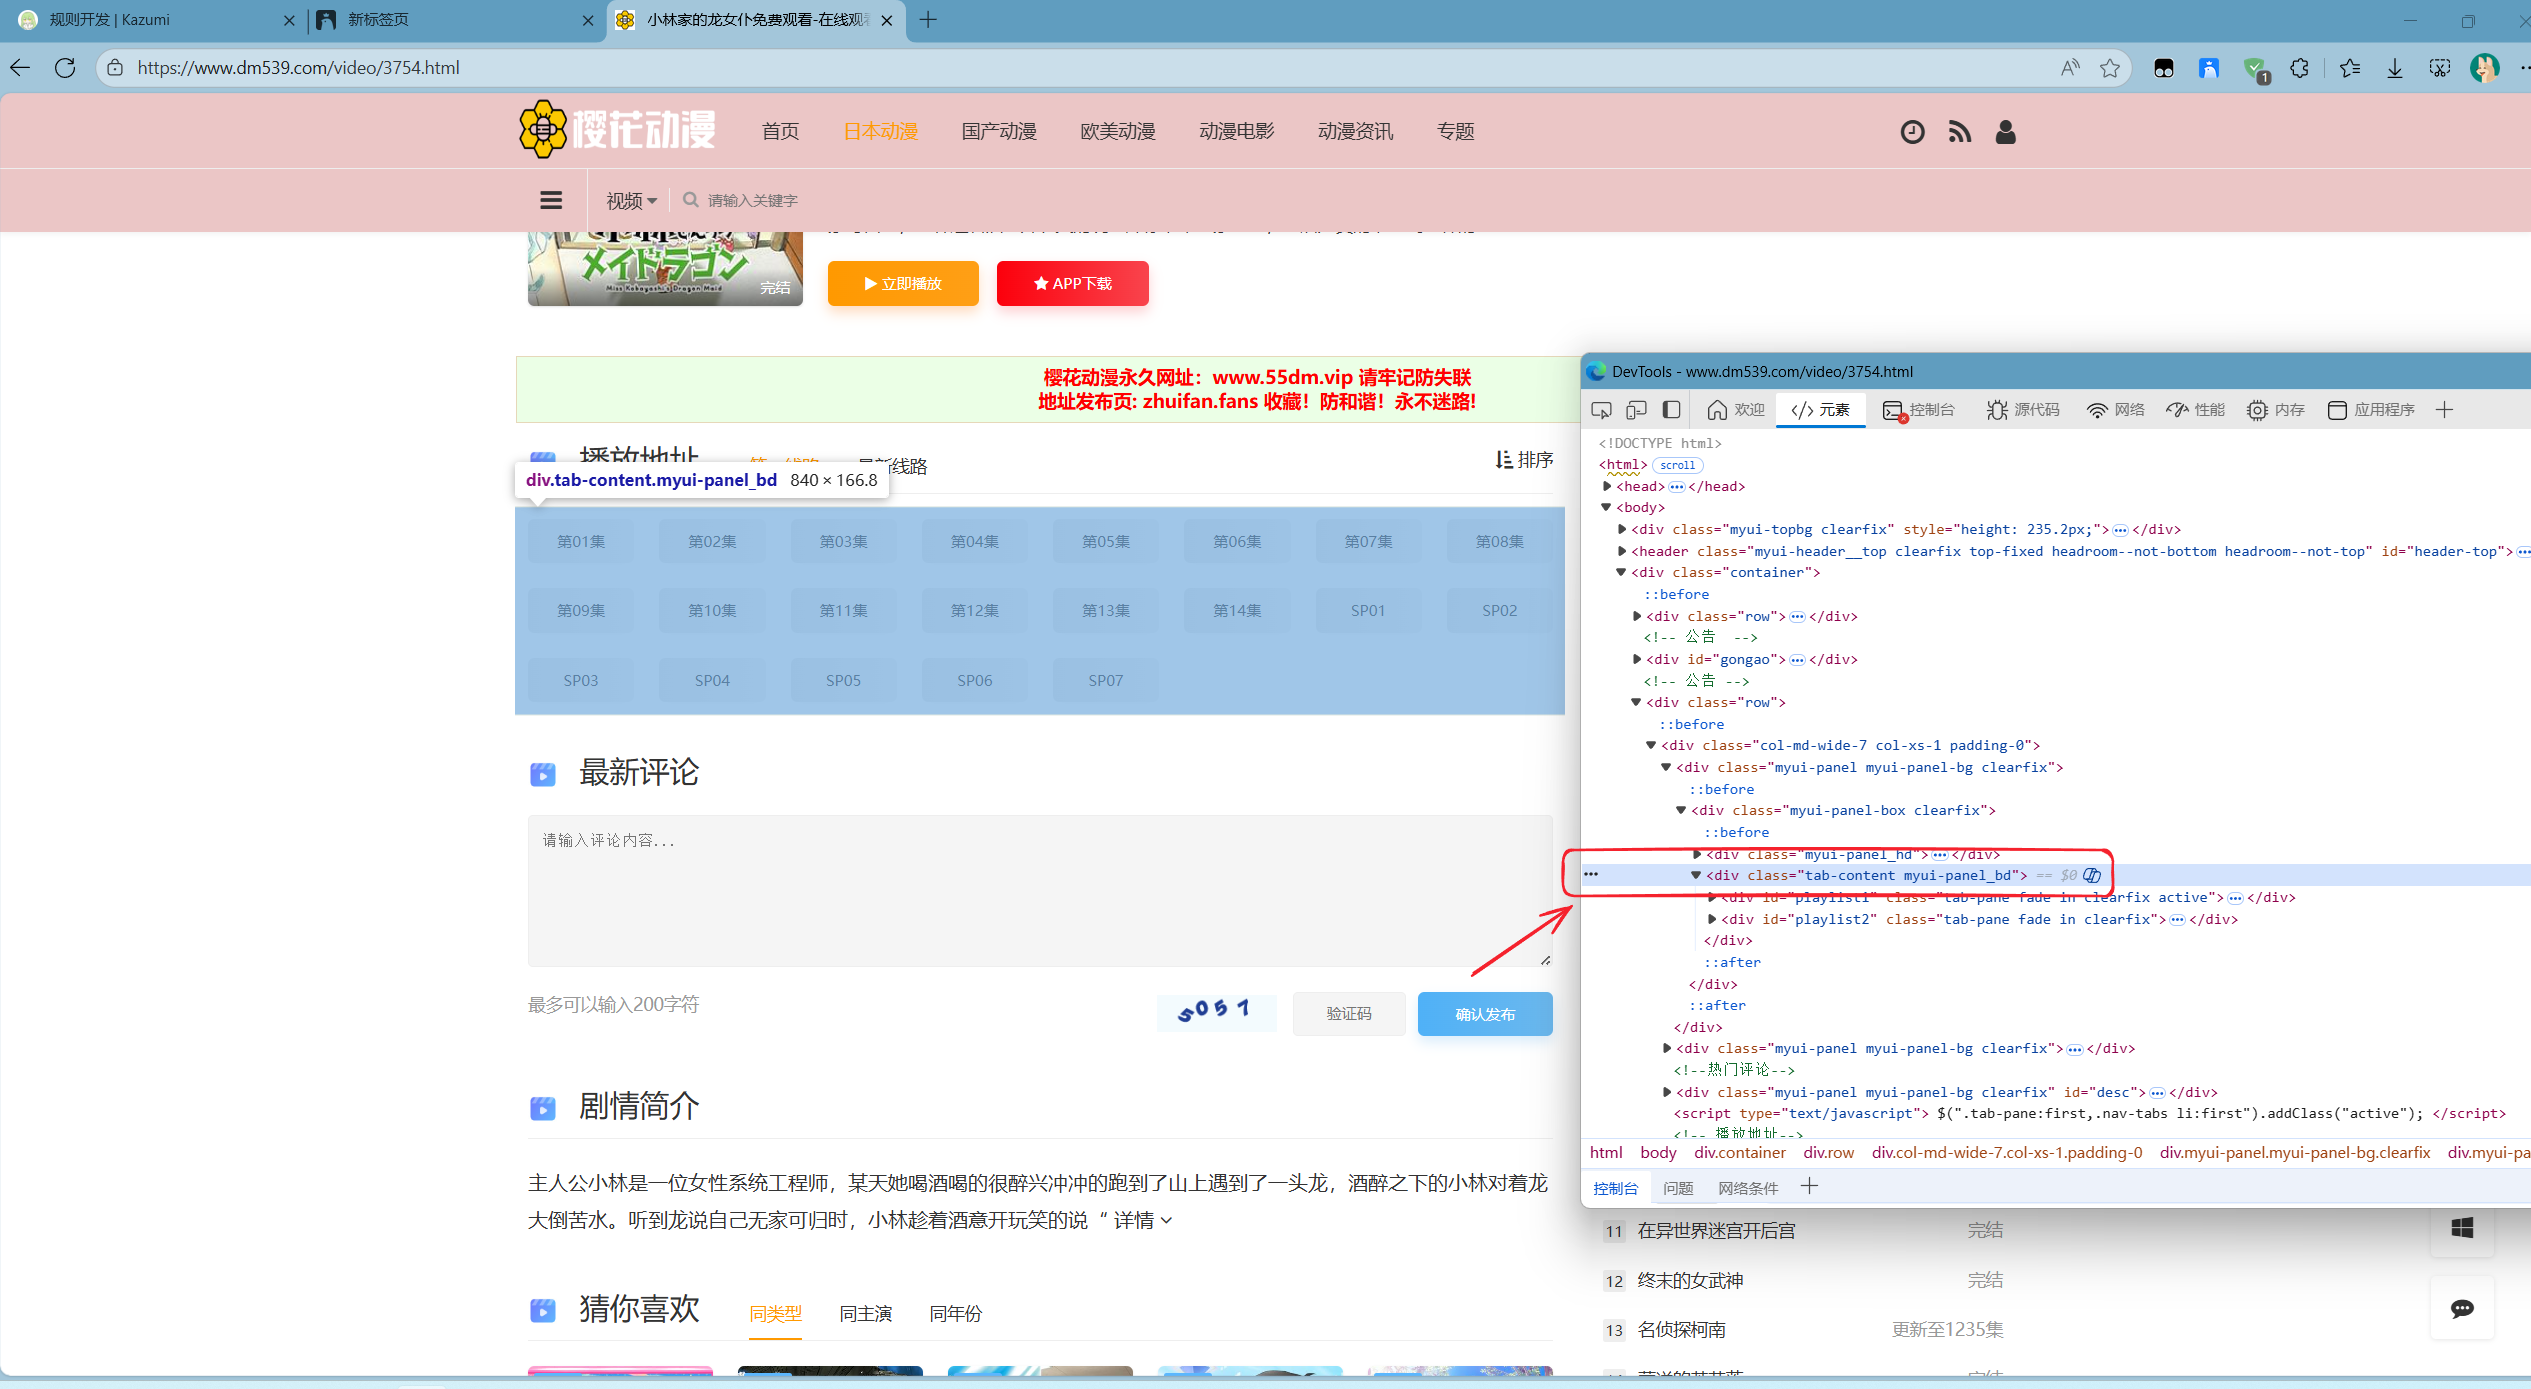 规则开发 | Kazumi
新标签页
小林家的龙女仆免费观看-在线观
https://www.dm539.com/video/3754.html
1
樱花动漫
首页
日本动漫
国产动漫
欧美动漫
动漫电影
动漫资讯
专题
视频
请输入关键字
メイドラゴン
Miss Kobayashi's Dragon Maid
完结
立即播放
APP下载
樱花动漫永久网址：www.55dm.vip 请牢记防失联
地址发布页: zhuifan.fans 收藏！防和谐！永不迷路!
播放地址
最新线路
排序
div.tab-content.myui-panel_bd 840 × 166.8
第01集 第02集 第03集 第04集 第05集 第06集 第07集 第08集
第09集 第10集 第11集 第12集 第13集 第14集 SP01 SP02
SP03 SP04 SP05 SP06 SP07
最新评论
请输入评论内容...
最多可以输入200字符
5057
验证码
确认发布
剧情简介
主人公小林是一位女性系统工程师，某天她喝酒喝的很醉兴冲冲的跑到了山上遇到了一头龙，酒醉之下的小林对着龙
大倒苦水。听到龙说自己无家可归时，小林趁着酒意开玩笑的说“ 详情
猜你喜欢
同类型
同主演
同年份
DevTools - www.dm539.com/video/3754.html
欢迎
元素
控制台
源代码
网络
性能
内存
应用程序
<!DOCTYPE html>
<html> scroll
<head> ••• </head>
<body>
<div class="myui-topbg clearfix" style="height: 235.2px;"> ••• </div>
<header class="myui-header__top clearfix top-fixed headroom--not-bottom headroom--not-top" id="header-top"> •••
<div class="container">
::before
<div class="row"> ••• </div>
<!-- 公告  -->
<div id="gongao"> ••• </div>
<!-- 公告 -->
<div class="row">
::before
<div class="col-md-wide-7 col-xs-1 padding-0">
<div class="myui-panel myui-panel-bg clearfix">
::before
<div class="myui-panel-box clearfix">
::before
<div class="myui-panel_hd"> ••• </div>
••• <div class="tab-content myui-panel_bd"> == $0
<div id="playlist1" class="tab-pane fade in clearfix active"> ••• </div>
<div id="playlist2" class="tab-pane fade in clearfix"> ••• </div>
</div>
::after
</div>
::after
</div>
<div class="myui-panel myui-panel-bg clearfix"> ••• </div>
<!--热门评论-->
<div class="myui-panel myui-panel-bg clearfix" id="desc"> ••• </div>
<script type="text/javascript"> $(".tab-pane:first,.nav-tabs li:first").addClass("active"); </script>
<!-- 播放地址-->
html body div.container div.row div.col-md-wide-7.col-xs-1.padding-0 div.myui-panel.myui-panel-bg.clearfix div.myui-pa
控制台
问题
网络条件
11 在异世界迷宫开后宫 完结
12 终末的女武神 完结
13 名侦探柯南 更新至1235集